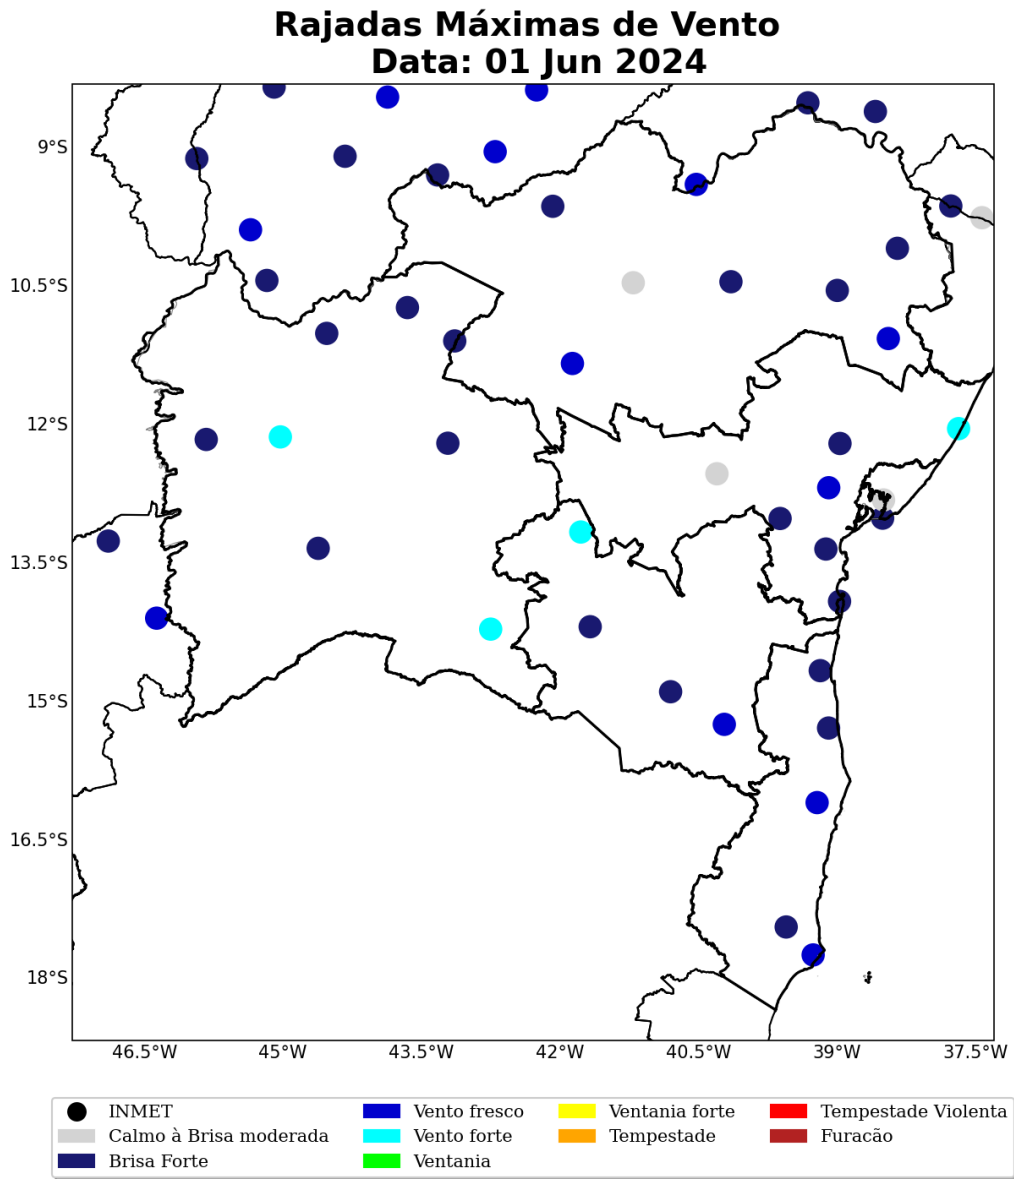 Rajadas Máximas de Vento
Data: 01 Jun 2024
9°S
10.5°S
12°S
13.5°S
15°S
16.5°S
18°S
46.5°W 45°W 43.5°W 42°W 40.5°W 39°W 37.5°W
INMET Vento fresco Ventania forte Tempestade Violenta
Calmo à Brisa moderada Vento forte Tempestade Furacão
Brisa Forte Ventania